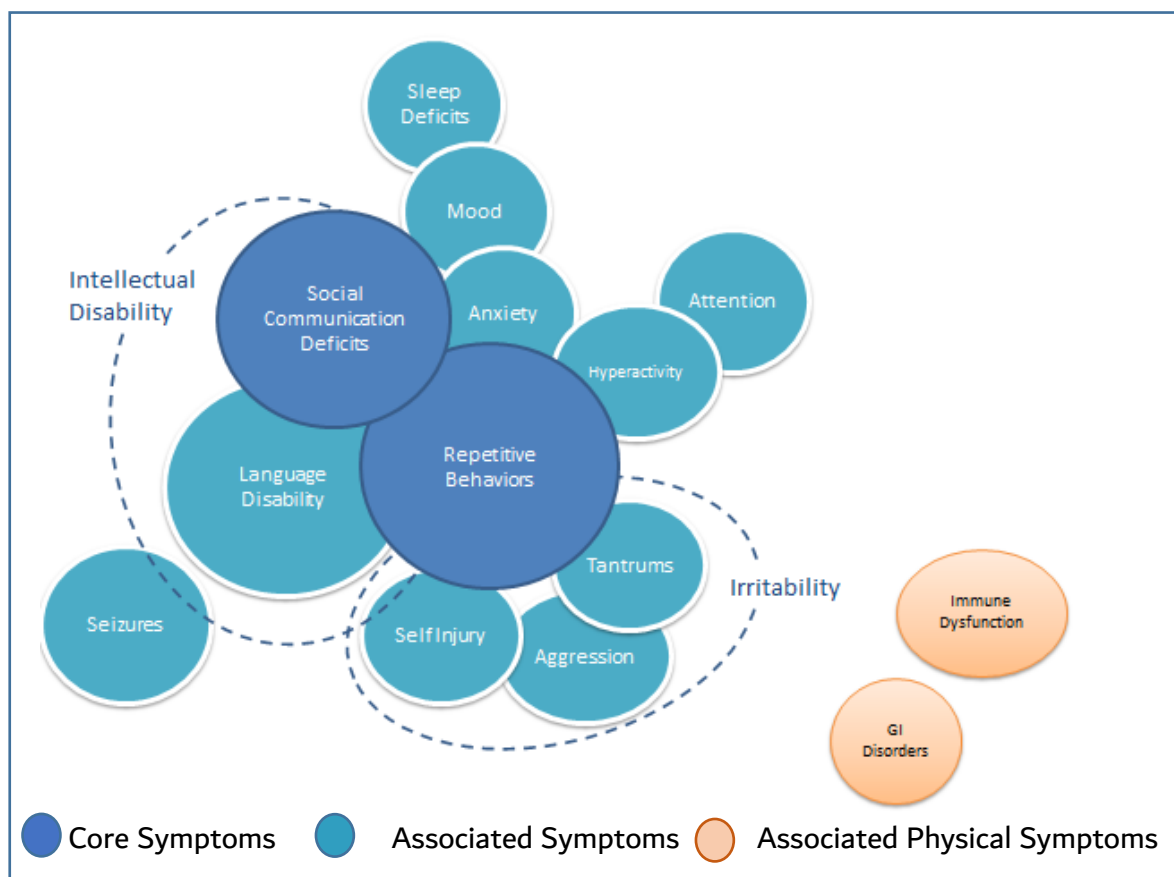 Sleep
Deficits
Mood
Intellectual
Disability
Social
Communication
Deficits
Anxiety
Attention
Hyperactivity
Language
Disability
Repetitive
Behaviors
Seizures
Self Injury
Aggression
Tantrums
Irritability
Immune
Dysfunction
GI
Disorders
Core Symptoms
Associated Symptoms
Associated Physical Symptoms